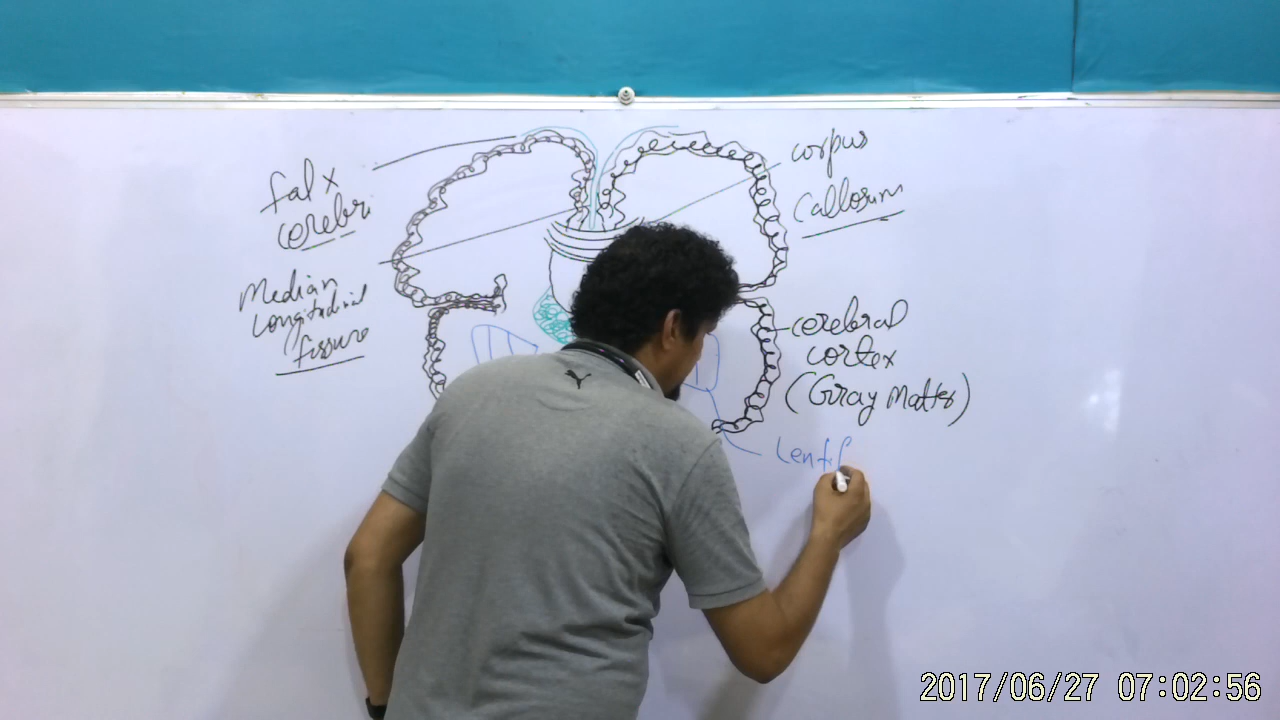 falx
cerebri
Median
Longitudinal
fissure
corpus
Callosum
cerebral
cortex
(Gray Matter)
Lentif
2017/06/27 07:02:56